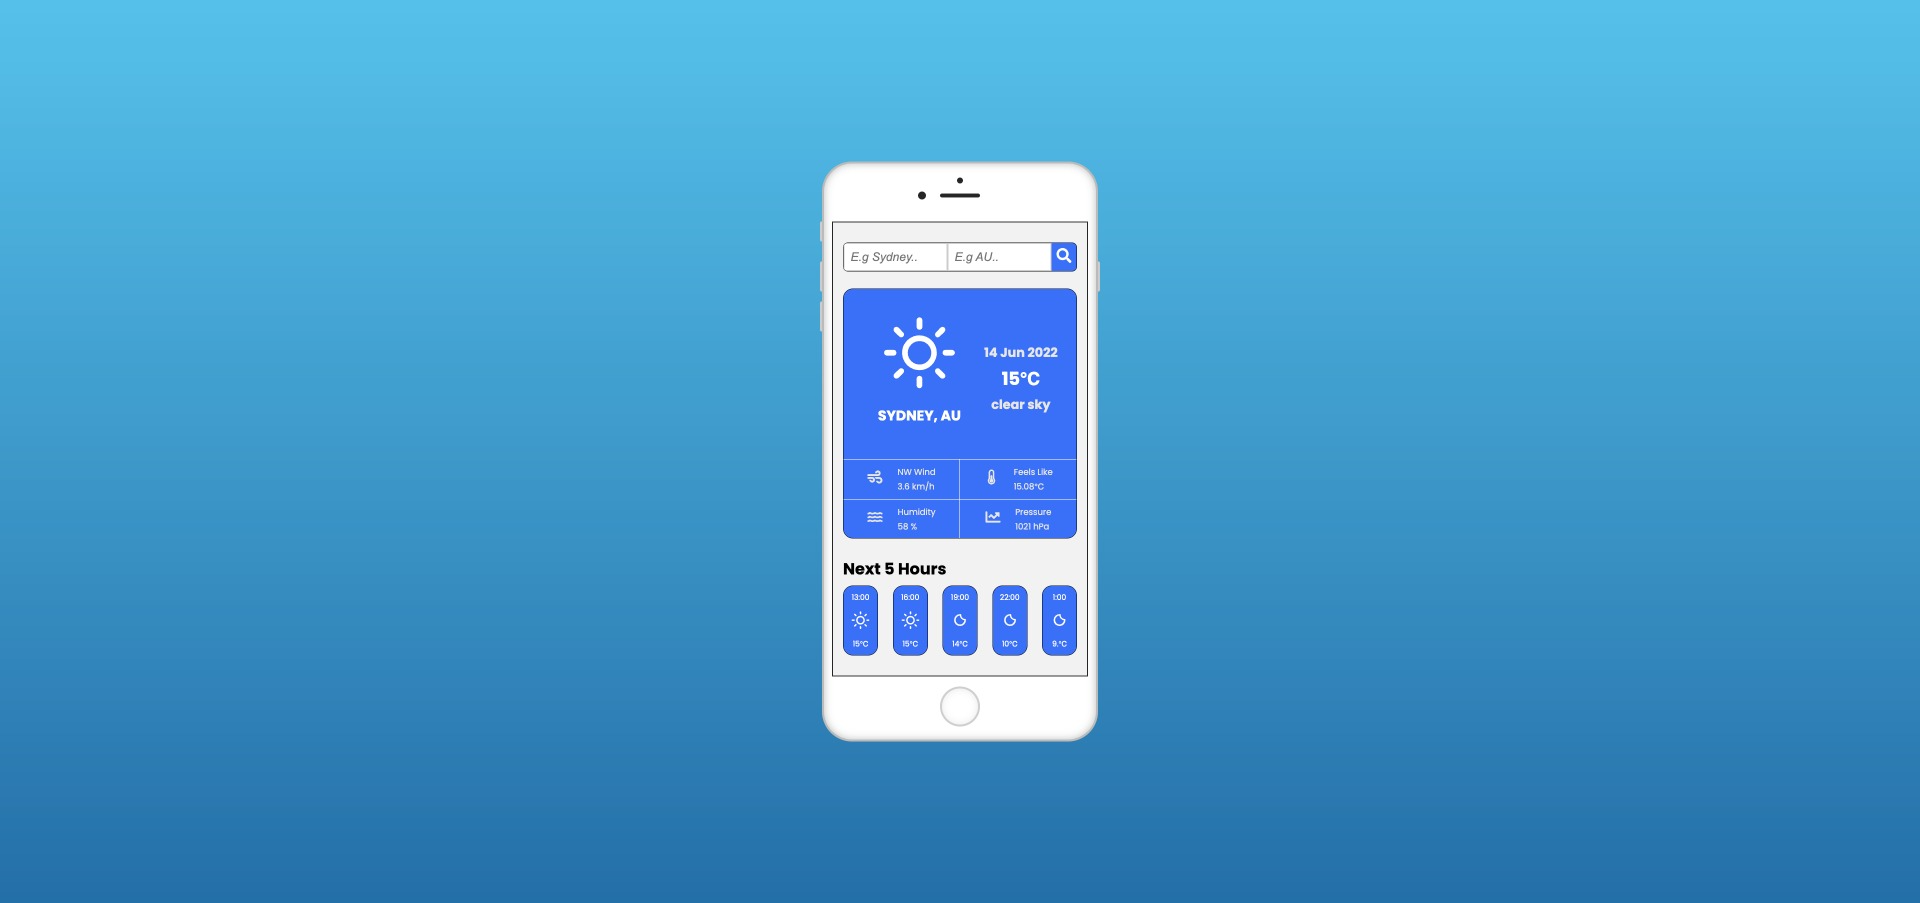 E.g Sydney..
E.g AU..
14 Jun 2022
15°C
clear sky
SYDNEY, AU
NW Wind
3.6 km/h
Feels Like
15.08°C
Humidity
58 %
Pressure
1021 hPa
Next 5 Hours
13:00
15°C
16:00
15°C
19:00
14°C
22:00
10°C
1:00
9.°C